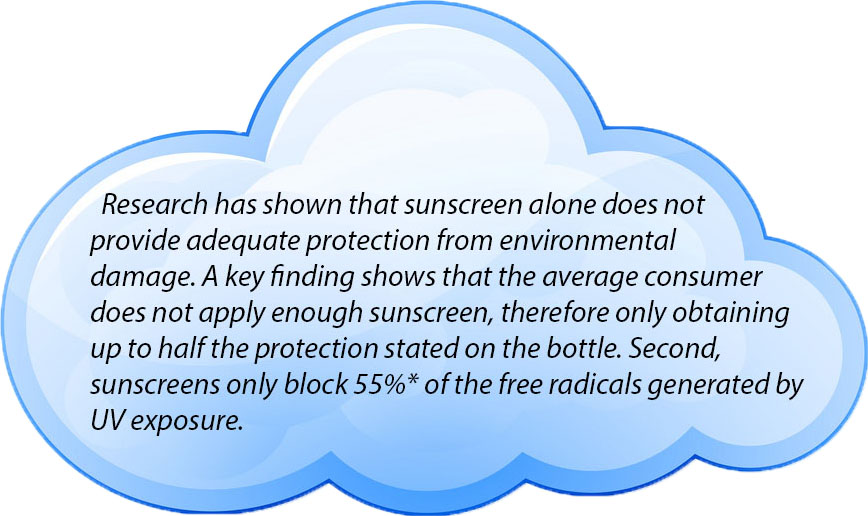 Research has shown that sunscreen alone does not
provide adequate protection from environmental
damage. A key finding shows that the average consumer
does not apply enough sunscreen, therefore only obtaining
up to half the protection stated on the bottle. Second,
sunscreens only block 55%* of the free radicals generated by
UV exposure.